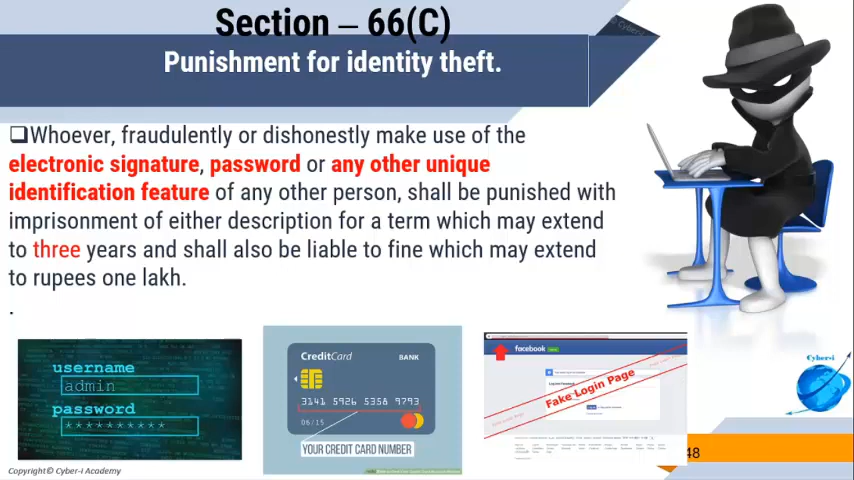 Section – 66(C)
Punishment for identity theft.
❑Whoever, fraudulently or dishonestly make use of the
electronic signature, password or any other unique
identification feature of any other person, shall be punished with
imprisonment of either description for a term which may extend
to three years and shall also be liable to fine which may extend
to rupees one lakh.
.
username
admin
password
**********
CreditCard
BANK
3141 5926 5358 9793
06/15
YOUR CREDIT CARD NUMBER
facebook
Fake Login Page
Cyber-i
48
Copyright© Cyber-i Academy